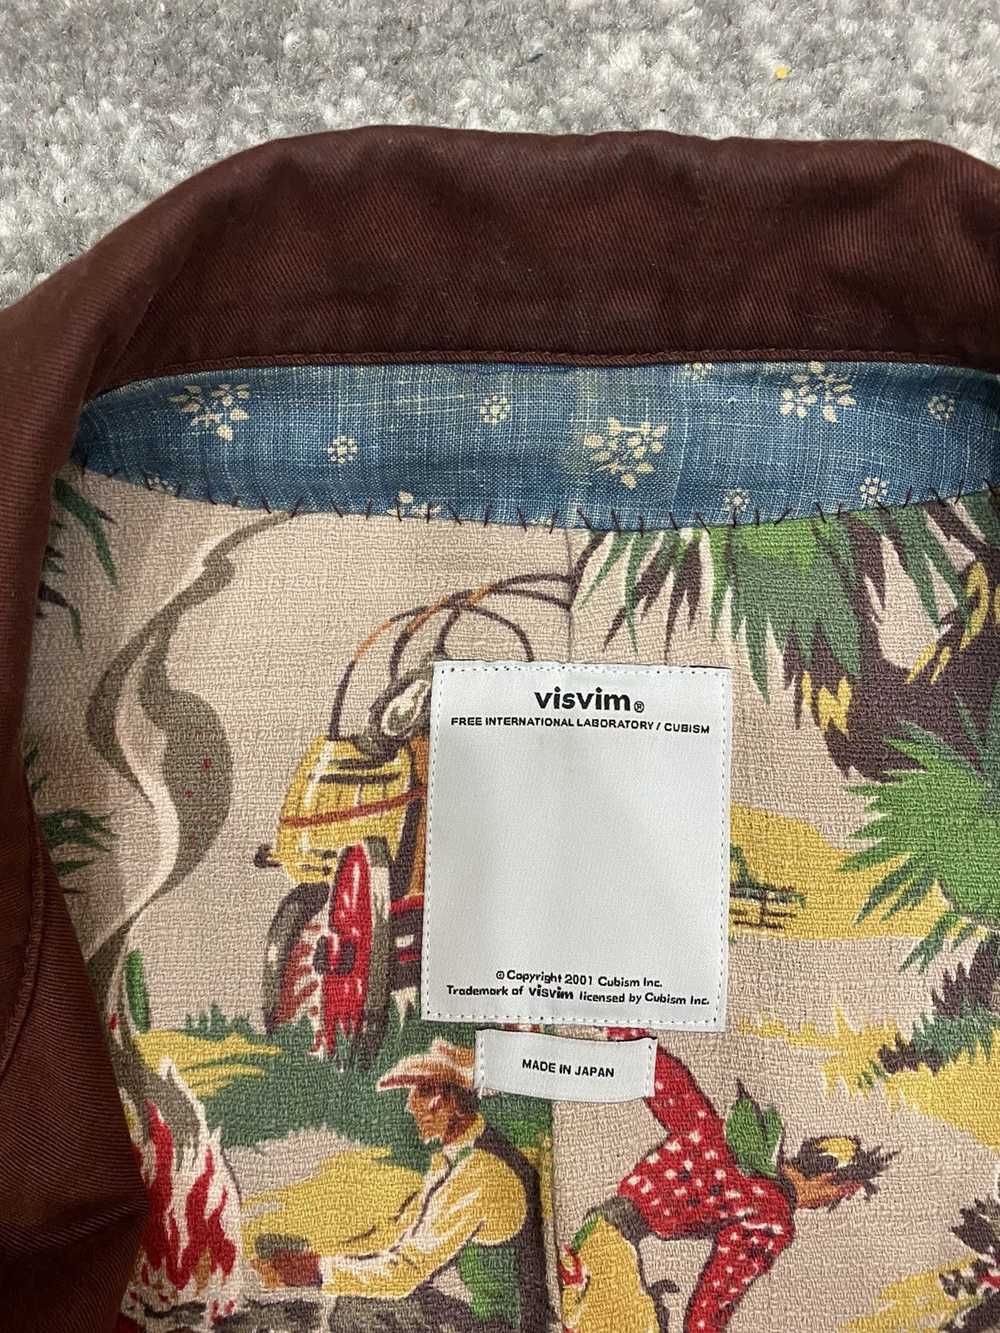 visvim®
FREE INTERNATIONAL LABORATORY / CUBISM
© Copyright 2001 Cubism Inc.
Trademark of visvim licensed by Cubism Inc.
MADE IN JAPAN